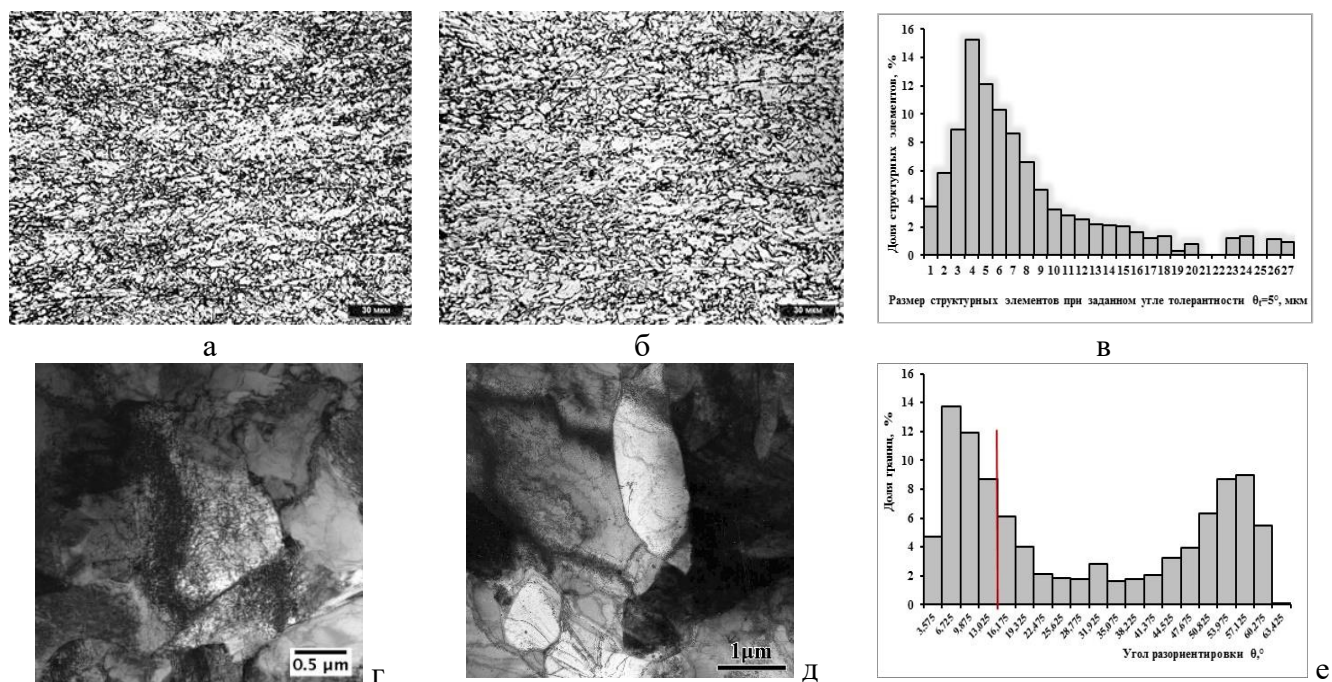 30 мкм
а
30 мкм
б
Доля структурных элементов, %
16
14
12
10
8
6
4
2
0
1 2 3 4 5 6 7 8 9 10 11 12 13 14 15 16 17 18 19 20 21 22 23 24 25 26 27
Размер структурных элементов при заданном угле толерантности θt=5°, мкм
в
0.5 µm
г
1µm
д
Доля границ, %
16
14
12
10
8
6
4
2
0
3,575 6,725 9,875 13,025 16,175 19,325 22,475 25,625 28,775 31,925 35,075 38,225 41,375 44,525 47,675 50,825 53,975 57,125 60,275 63,425
Угол разориентировки θ,°
е